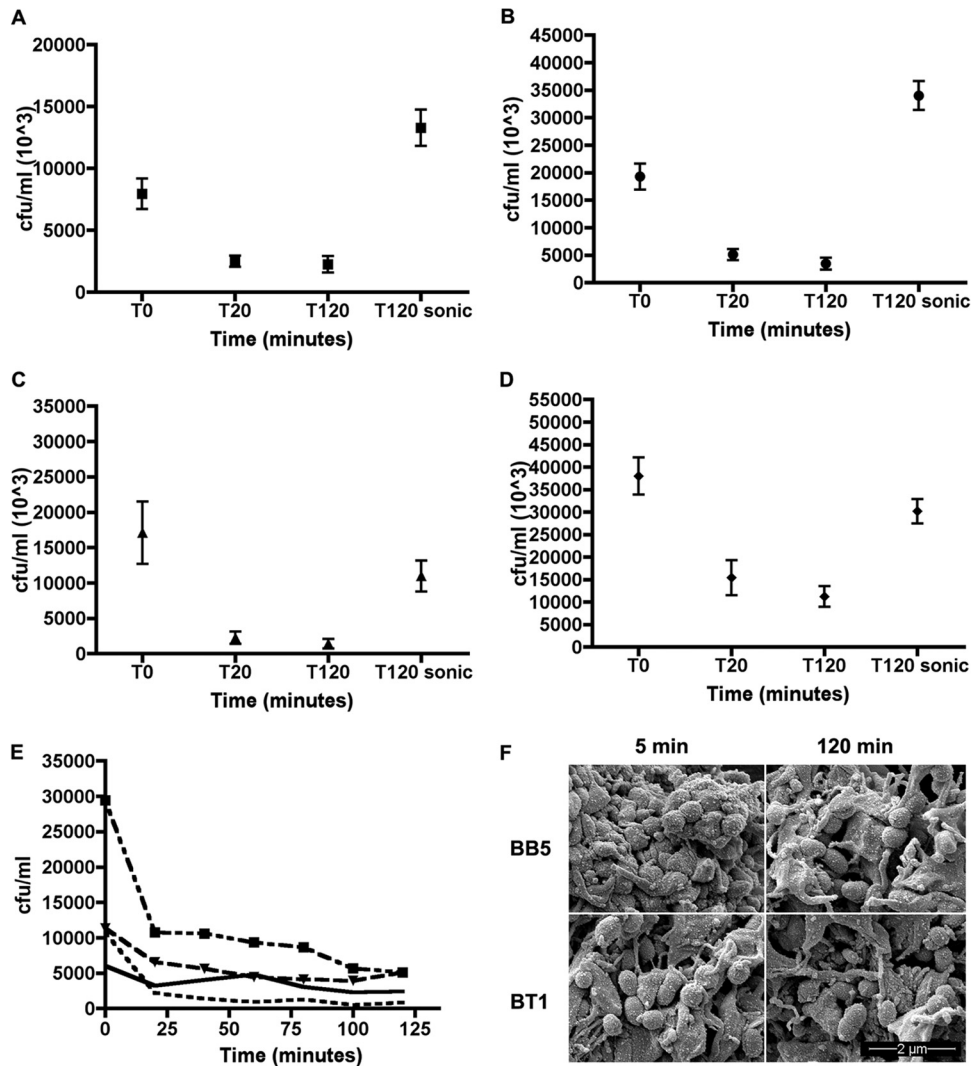 A
20000
15000
10000
5000
0
cfu/ml (10^3)
T0 T20 T120 T120 sonic
Time (minutes)
B
45000
40000
35000
30000
25000
20000
15000
10000
5000
0
cfu/ml (10^3)
T0 T20 T120 T120 sonic
Time (minutes)
C
35000
30000
25000
20000
15000
10000
5000
0
cfu/ml (10^3)
T0 T20 T120 T120 sonic
Time (minutes)
D
55000
50000
45000
40000
35000
30000
25000
20000
15000
10000
5000
0
cfu/ml (10^3)
T0 T20 T120 T120 sonic
Time (minutes)
E
35000
30000
25000
20000
15000
10000
5000
0
cfu/ml
0 25 50 75 100 125
Time (minutes)
F
5 min 120 min
BB5
BT1
2 µm